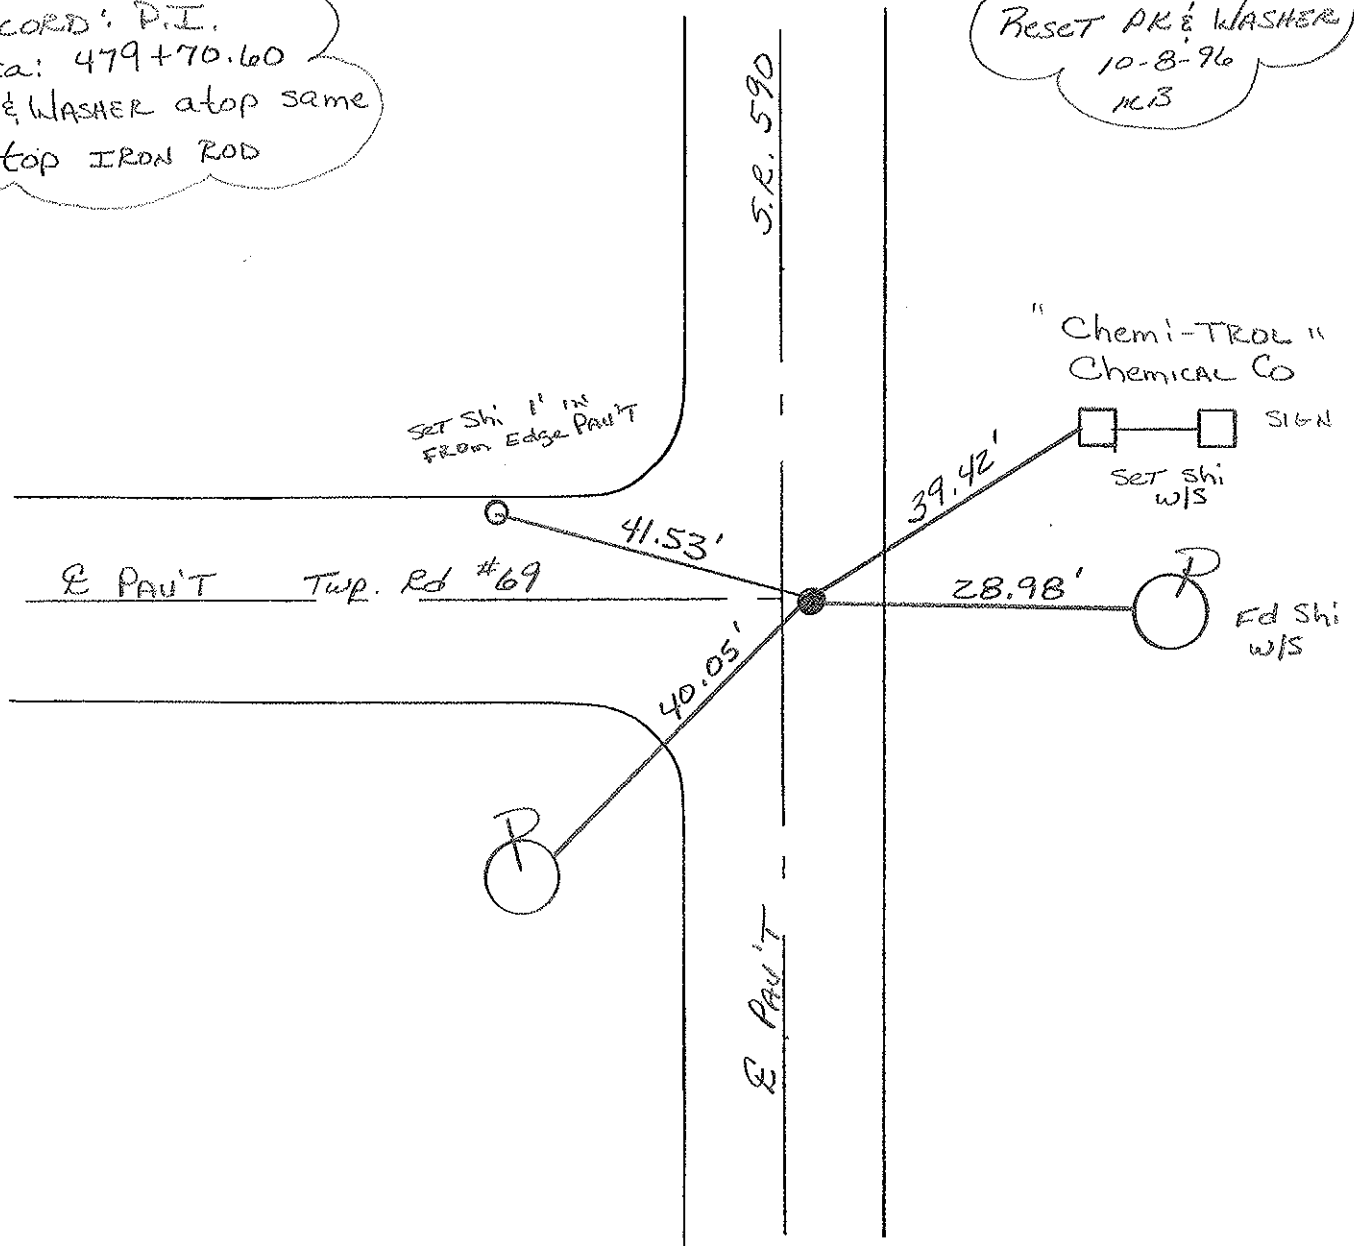 CORD: P.I.
ta: 479+70.60
& WASHER atop same
top IRON ROD
RESET PK & WASHER
10-8-96
S.R. 590
"Chemi-TROL"
CHEMICAL Co
SIGN
SET Shi
W/S
SET Shi 1' IN
FROM Edge PAV'T
39.42'
41.53'
℄ PAV'T Twp. Rd #69
28.98'
P
Fd Shi
W/S
40.05'
P
℄ PAV'T